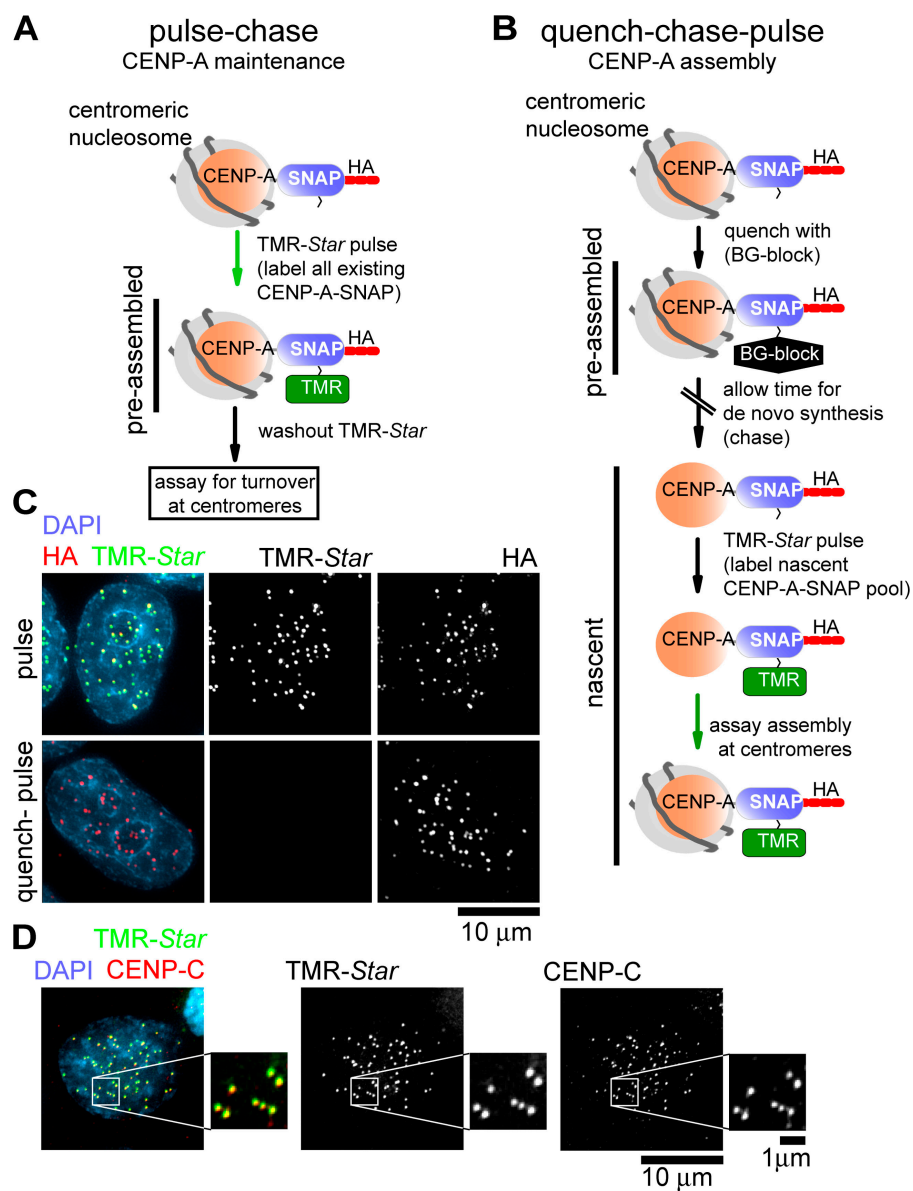 A
pulse-chase
CENP-A maintenance
centromeric
nucleosome
CENP-A
SNAP
HA
TMR-Star pulse
(label all existing
CENP-A-SNAP)
pre-assembled
CENP-A
SNAP
HA
TMR
washout TMR-Star
assay for turnover
at centromeres
B
quench-chase-pulse
CENP-A assembly
centromeric
nucleosome
CENP-A
SNAP
HA
quench with
(BG-block)
pre-assembled
CENP-A
SNAP
HA
BG-block
allow time for
de novo synthesis
(chase)
nascent
CENP-A
SNAP
HA
TMR-Star pulse
(label nascent
CENP-A-SNAP pool)
CENP-A
SNAP
HA
TMR
assay assembly
at centromeres
CENP-A
SNAP
HA
TMR
C
DAPI
HA TMR-Star
TMR-Star
HA
pulse
quench- pulse
10 μm
D
TMR-Star
DAPI CENP-C
TMR-Star
CENP-C
10 μm
1μm